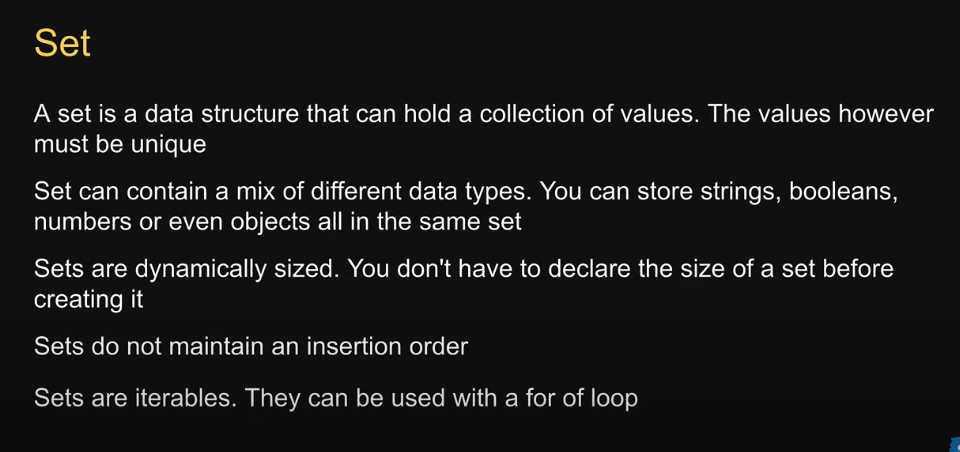 Set
A set is a data structure that can hold a collection of values. The values however
must be unique
Set can contain a mix of different data types. You can store strings, booleans,
numbers or even objects all in the same set
Sets are dynamically sized. You don't have to declare the size of a set before
creating it
Sets do not maintain an insertion order
Sets are iterables. They can be used with a for of loop